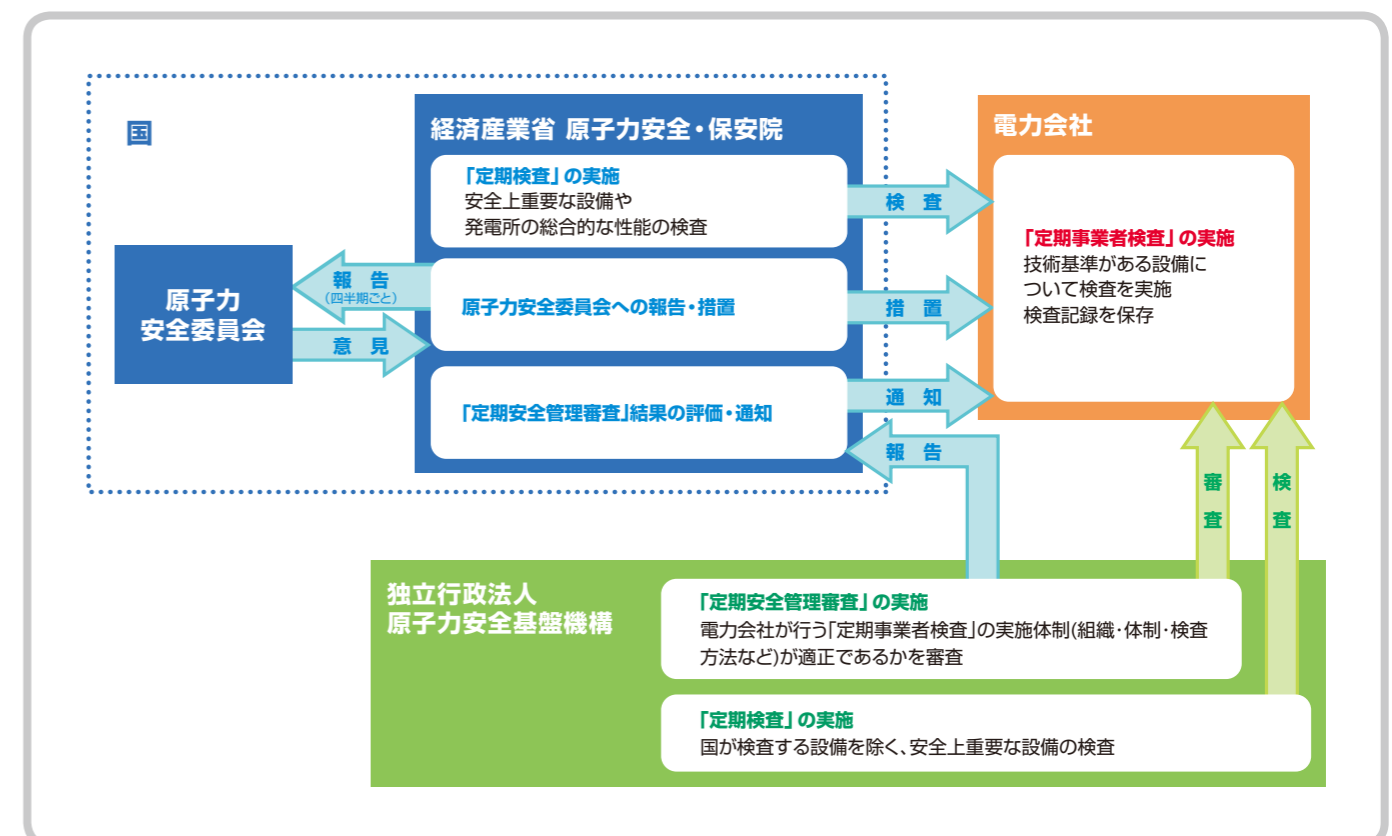 国
経済産業省 原子力安全・保安院
「定期検査」の実施
安全上重要な設備や
発電所の総合的な性能の検査
検 査
電力会社
「定期事業者検査」の実施
技術基準がある設備に
ついて検査を実施
検査記録を保存
原子力
安全委員会
報 告
(四半期ごと)
意 見
原子力安全委員会への報告・措置
措 置
「定期安全管理審査」結果の評価・通知
通 知
報 告
審
査
検
査
独立行政法人
原子力安全基盤機構
「定期安全管理審査」の実施
電力会社が行う「定期事業者検査」の実施体制(組織・体制・検査
方法など)が適正であるかを審査
「定期検査」の実施
国が検査する設備を除く、安全上重要な設備の検査